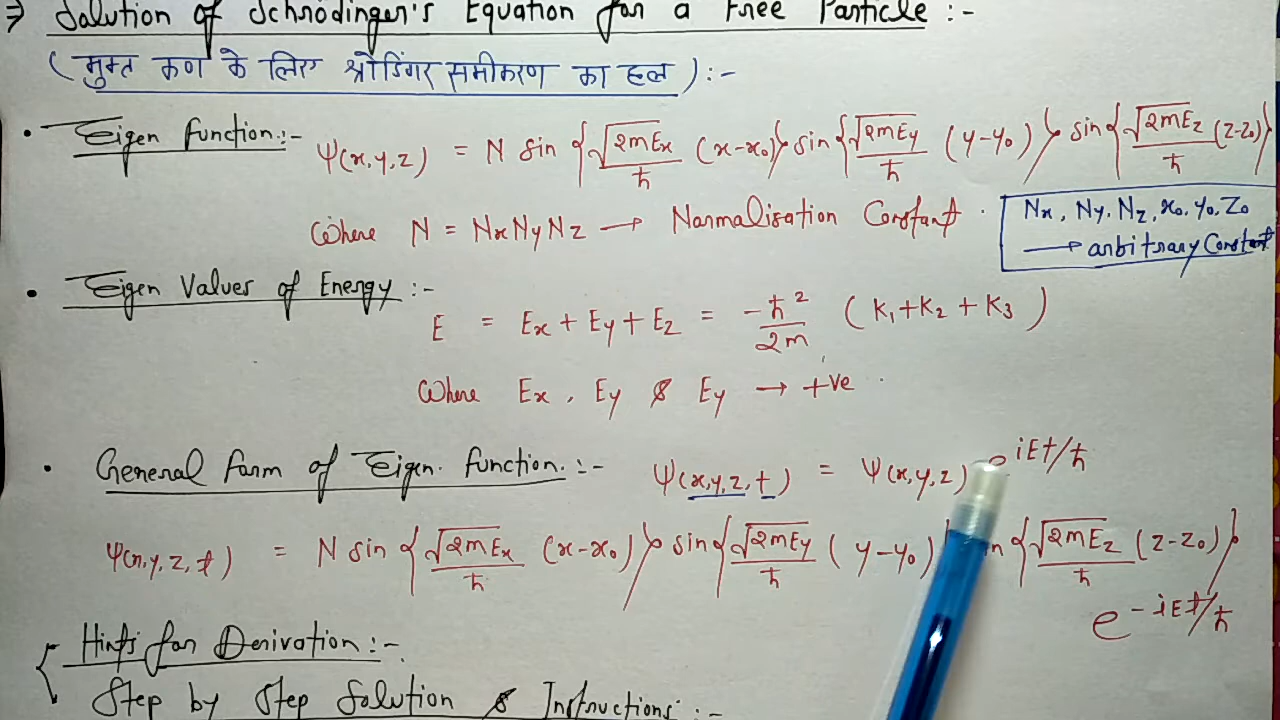 ⇒ Solution of Schrödinger's Equation for a Free Particle :-
(मुक्त कण के लिए श्रोडिंगर समीकरण का हल) :-
• Eigen function:- Ψ(x,y,z) = N sin {√2mEx/ħ (x-x₀)} sin {√2mEy/ħ (y-y₀)} sin {√2mEz/ħ (z-z₀)}
Where N = NxNyNz → Normalisation Constant.
Nx, Ny, Nz, x₀, y₀, z₀
→ arbitrary Constant
• Eigen Values of Energy :-
E = Ex + Ey + Ez = -ħ²/2m (K₁+K₂+K₃)
Where Ex, Ey & Ey → +ve
• General form of Eigen. function. :- Ψ(x,y,z,t) = Ψ(x,y,z) iEt/ħ
Ψ(x,y,z,t) = N sin {√2mEx/ħ (x-x₀)} sin {√2mEy/ħ (y-y₀) {√2mEz/ħ (z-z₀)}
e^-iEt/ħ
Hints for Derivation :-
Step by Step Solution & Instructions :-